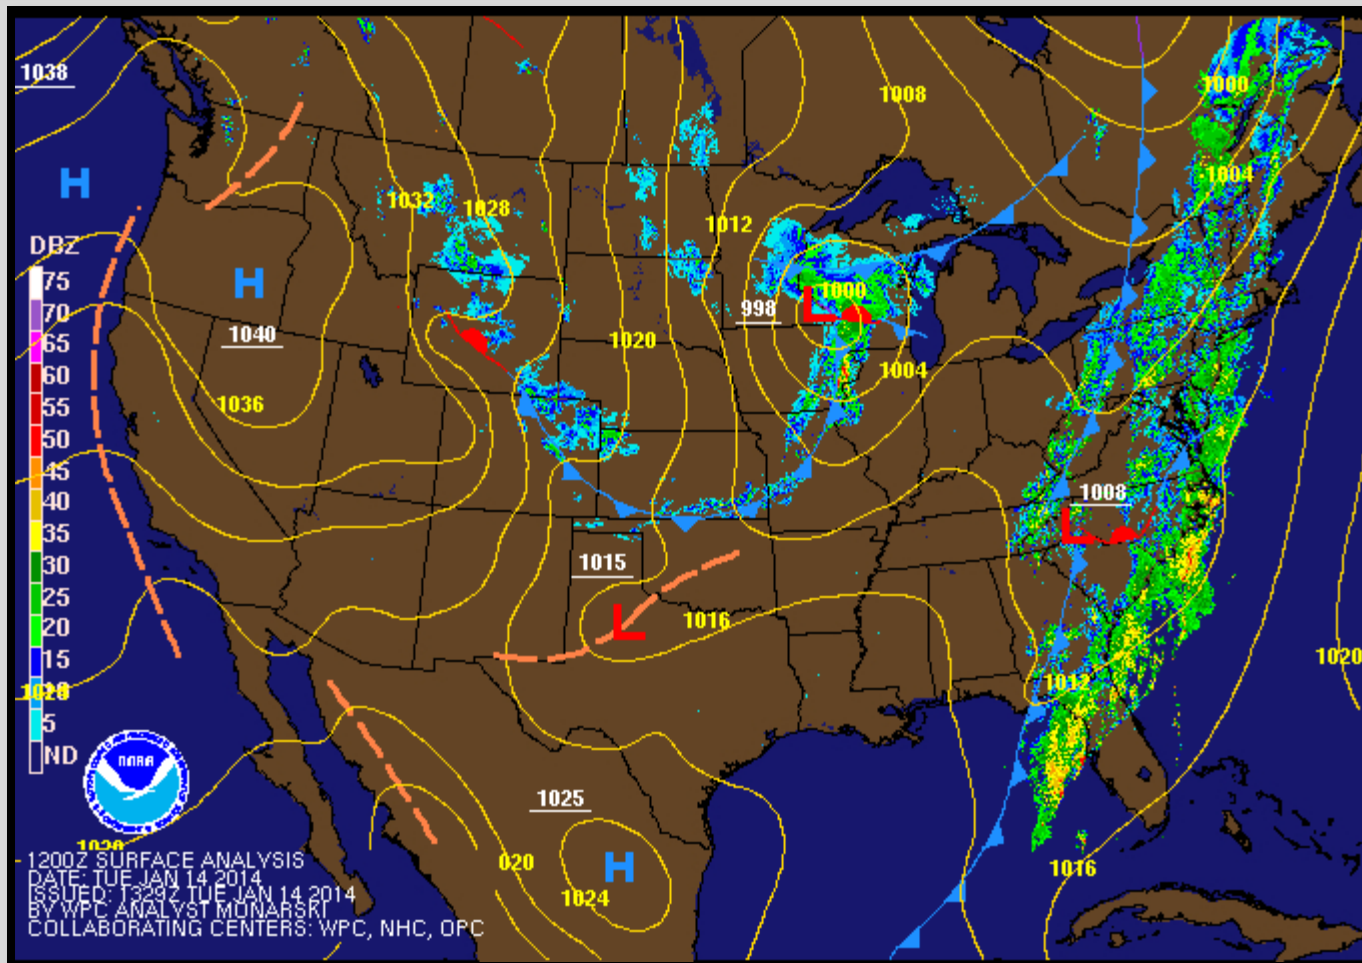 1038
1008
1000
1004
H
1032
1028
1012
DBZ
75
H
1000
998
L
70
65
1040
1020
60
1004
55
1036
50
45
1008
40
L
35
1015
30
25
L
1016
20
15
1020
1012
5
ND
NOAA
1025
1016
020
H
1024
1200Z SURFACE ANALYSIS
DATE: TUE JAN 14 2014
ISSUED: 1329Z TUE JAN 14 2014
BY WPC ANALYST MONARSKI
COLLABORATING CENTERS: WPC, NHC, OPC